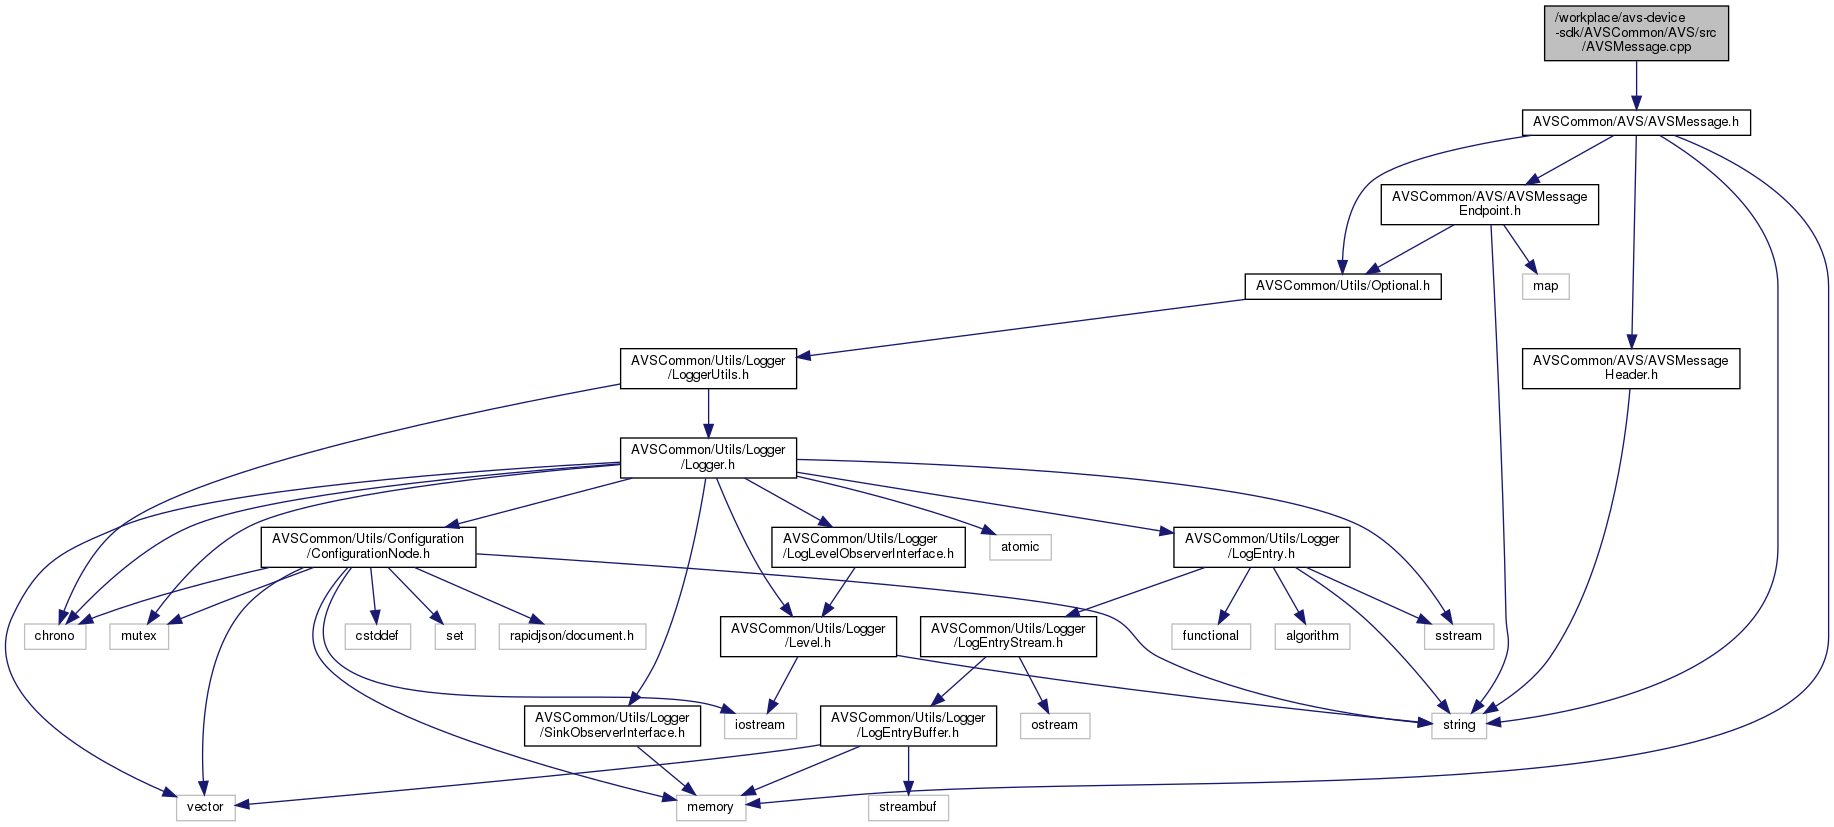 /workplace/avs-device
-sdk/AVSCommon/AVS/src
/AVSMessage.cpp
AVSCommon/AVS/AVSMessage.h
AVSCommon/AVS/AVSMessage
Endpoint.h
AVSCommon/Utils/Optional.h
map
AVSCommon/Utils/Logger
/LoggerUtils.h
AVSCommon/AVS/AVSMessage
Header.h
AVSCommon/Utils/Logger
/Logger.h
AVSCommon/Utils/Configuration
/ConfigurationNode.h
AVSCommon/Utils/Logger
/LogLevelObserverInterface.h
atomic
AVSCommon/Utils/Logger
/LogEntry.h
chrono
mutex
cstddef
set
rapidjson/document.h
AVSCommon/Utils/Logger
/Level.h
AVSCommon/Utils/Logger
/LogEntryStream.h
functional
algorithm
sstream
AVSCommon/Utils/Logger
/SinkObserverInterface.h
iostream
AVSCommon/Utils/Logger
/LogEntryBuffer.h
ostream
string
vector
memory
streambuf